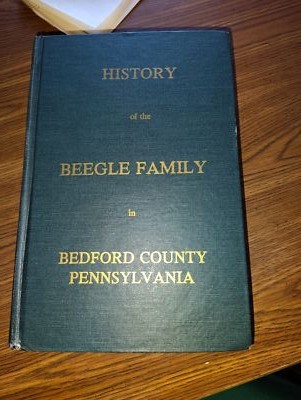 HISTORY
of the
BEEGLE FAMILY
in
BEDFORD COUNTY
PENNSYLVANIA